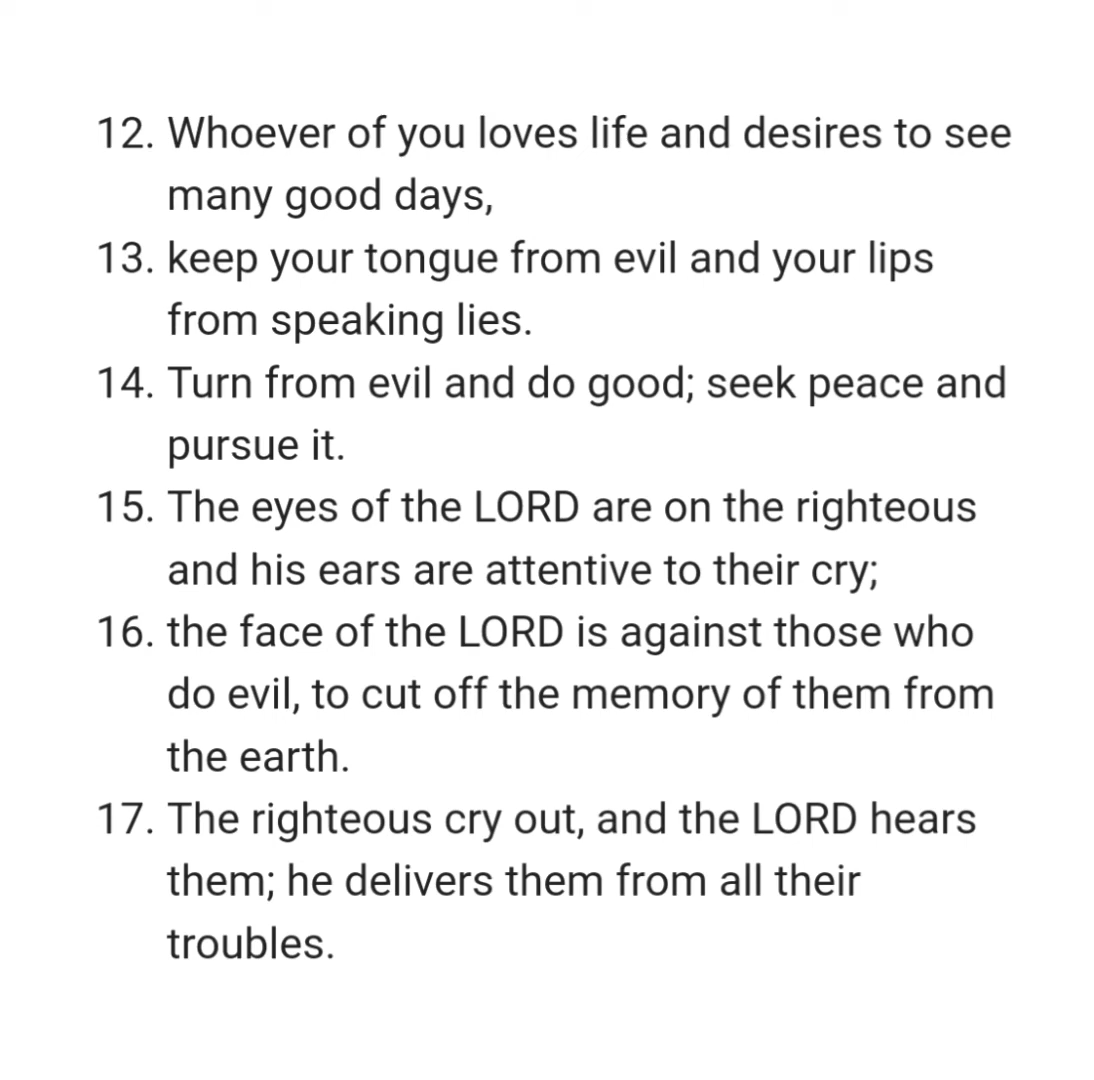 12. Whoever of you loves life and desires to see
many good days,
13. keep your tongue from evil and your lips
from speaking lies.
14. Turn from evil and do good; seek peace and
pursue it.
15. The eyes of the LORD are on the righteous
and his ears are attentive to their cry;
16. the face of the LORD is against those who
do evil, to cut off the memory of them from
the earth.
17. The righteous cry out, and the LORD hears
them; he delivers them from all their
troubles.